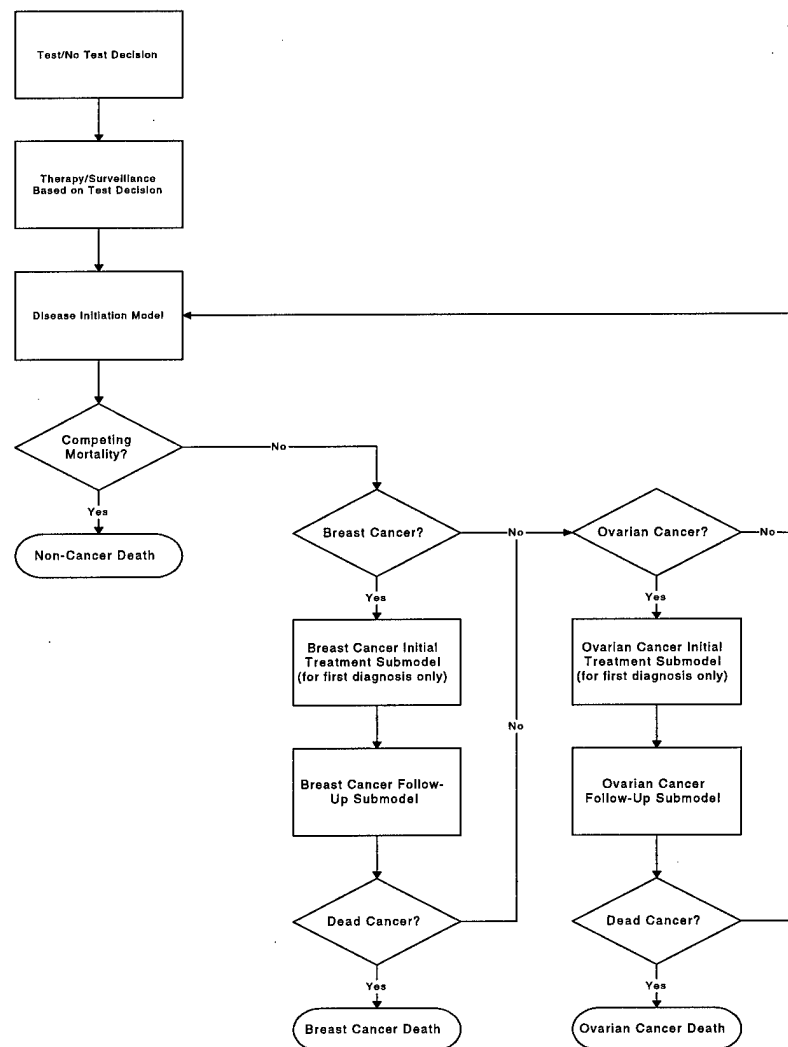 Test/No Test Decision
Therapy/Surveillance
Based on Test Decision
Disease Initiation Model
Competing
Mortality?
No
Yes
Non-Cancer Death
Breast Cancer?
No
Ovarian Cancer?
No
Yes
Yes
Breast Cancer Initial
Treatment Submodel
(for first diagnosis only)
Ovarian Cancer Initial
Treatment Submodel
(for first diagnosis only)
No
Breast Cancer Follow-
Up Submodel
Ovarian Cancer
Follow-Up Submodel
Dead Cancer?
Dead Cancer?
Yes
Yes
Breast Cancer Death
Ovarian Cancer Death